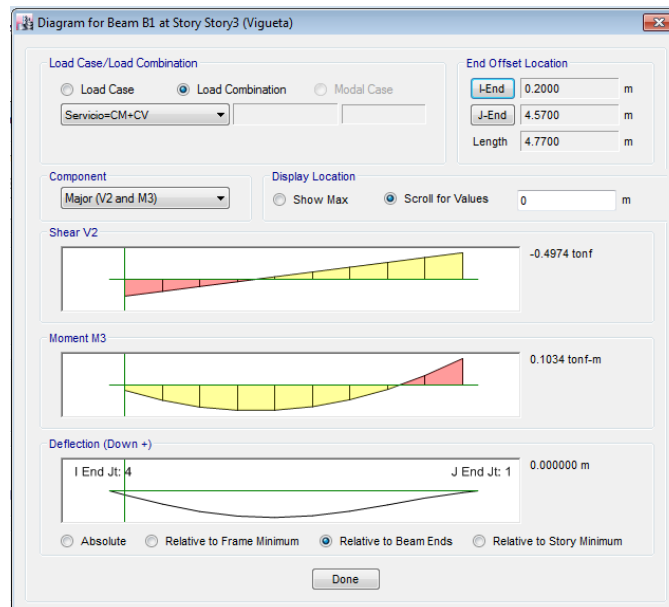 Diagram for Beam B1 at Story Story3 (Vigueta)
Load Case/Load Combination
Load Case
Load Combination
Modal Case
Servicio=CM+CV
End Offset Location
I-End 0.2000 m
J-End 4.5700 m
Length 4.7700 m
Component
Major (V2 and M3)
Display Location
Show Max
Scroll for Values
0 m
Shear V2
-0.4974 tonf
Moment M3
0.1034 tonf-m
Deflection (Down +)
I End Jt: 4
J End Jt: 1
0.000000 m
Absolute
Relative to Frame Minimum
Relative to Beam Ends
Relative to Story Minimum
Done